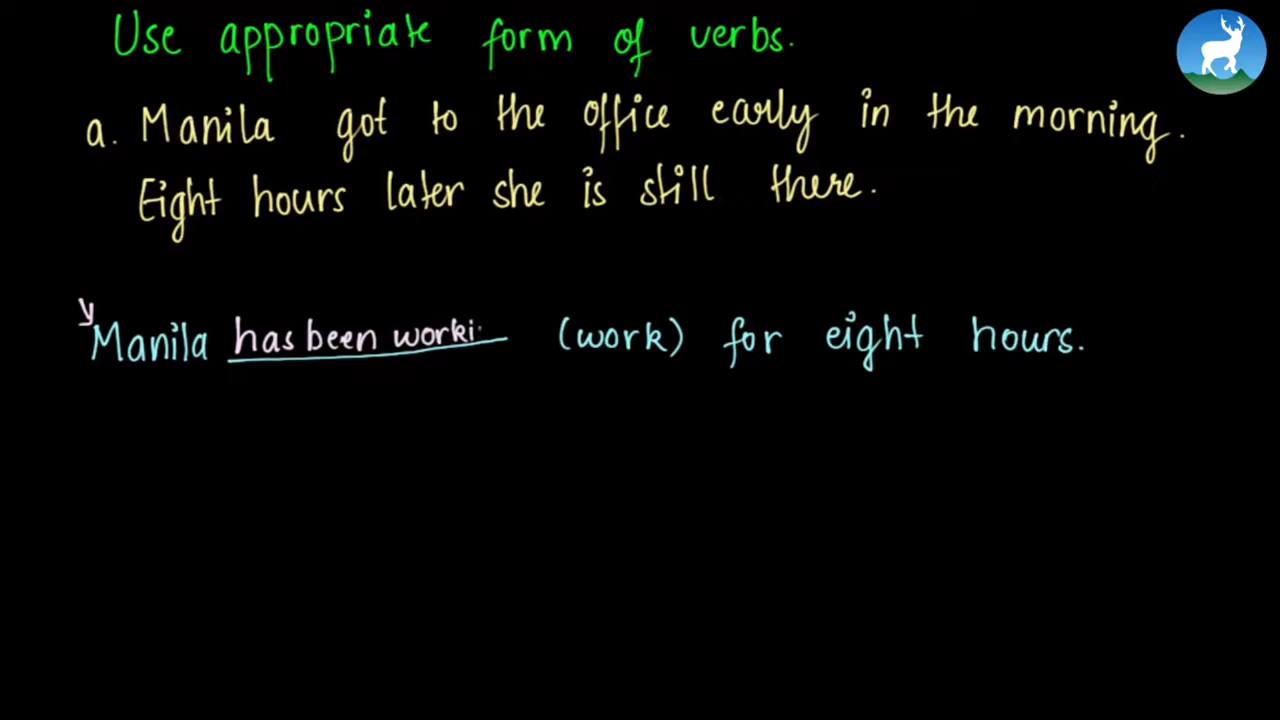 Use appropriate form of verbs.
a. Manila got to the office early in the morning.
Eight hours later she is still there.
Manila has been worki (work) for eight hours.